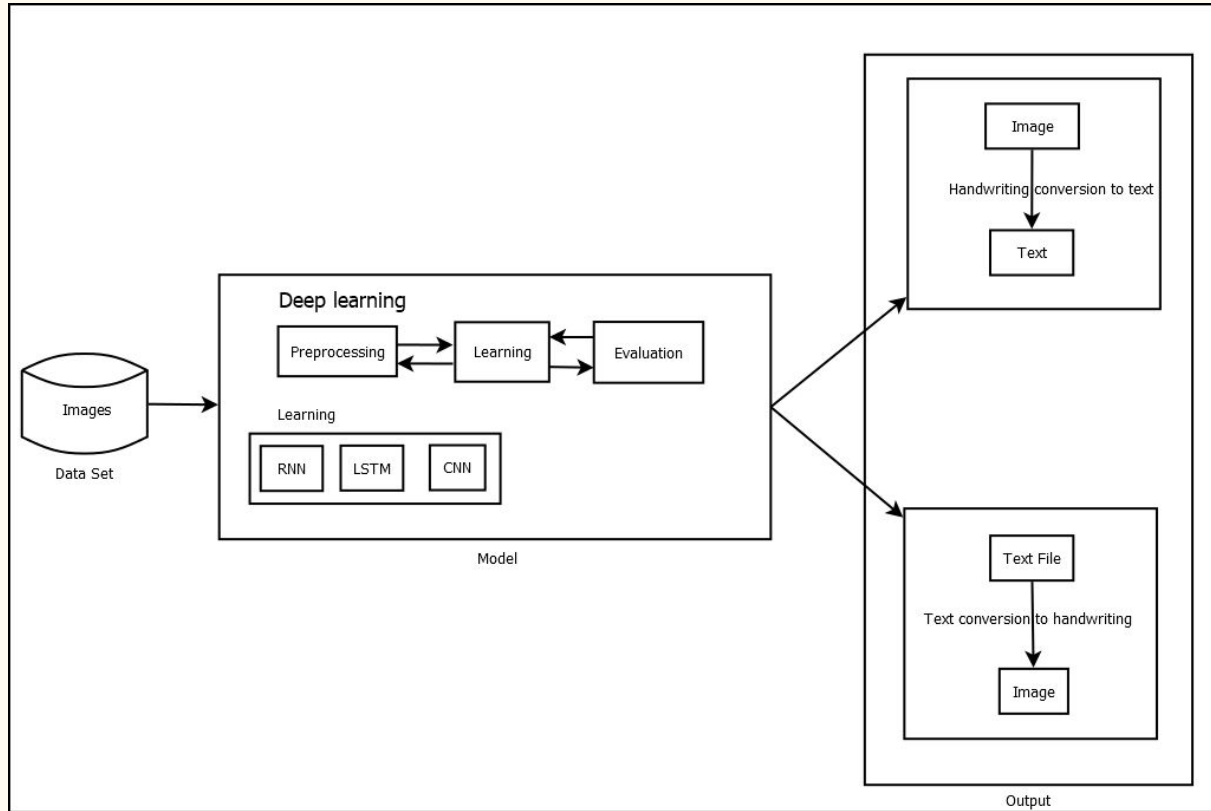 Images
Data Set
Deep learning
Preprocessing
Learning
Evaluation
Learning
RNN
LSTM
CNN
Model
Image
Handwriting conversion to text
Text
Text File
Text conversion to handwriting
Image
Output